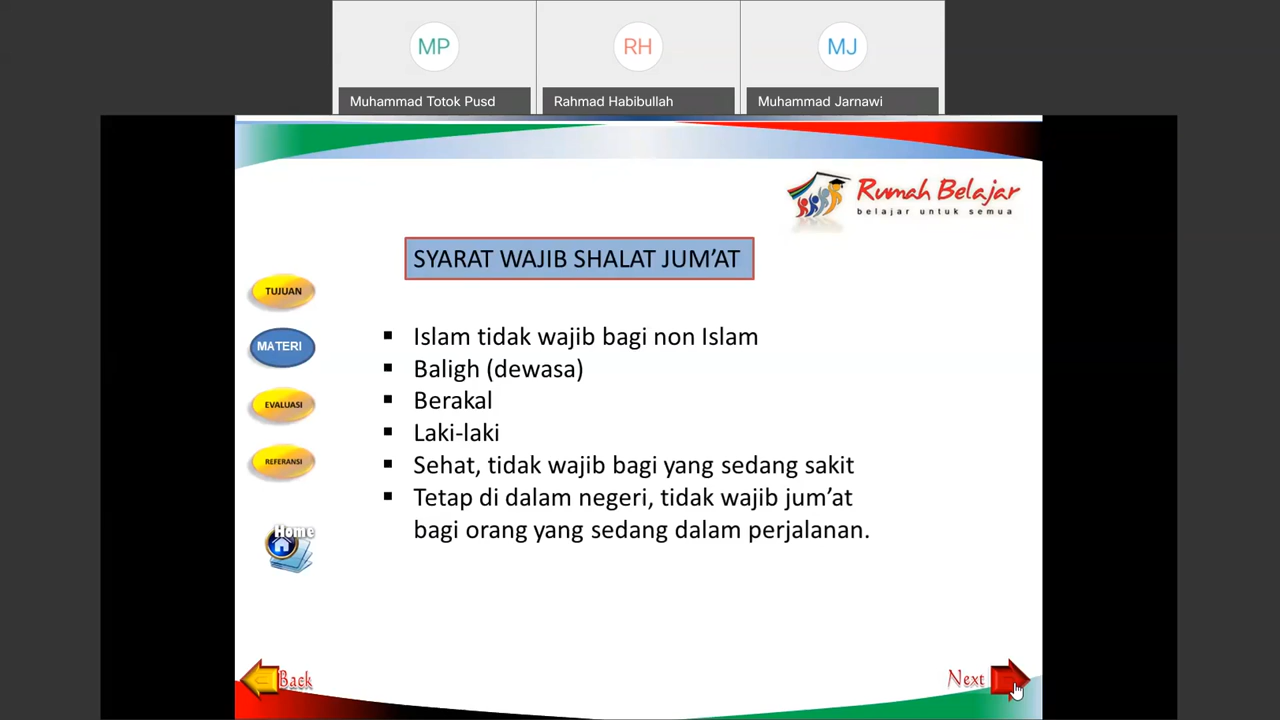 MP
RH
MJ
Muhammad Totok Pusd
Rahmad Habibullah
Muhammad Jarnawi
Rumah Belajar
belajar untuk semua
SYARAT WAJIB SHALAT JUM’AT
TUJUAN
MATERI
EVALUASI
REFERANSI
Home
▪ Islam tidak wajib bagi non Islam
▪ Baligh (dewasa)
▪ Berakal
▪ Laki-laki
▪ Sehat, tidak wajib bagi yang sedang sakit
▪ Tetap di dalam negeri, tidak wajib jum’at
bagi orang yang sedang dalam perjalanan.
Back
Next